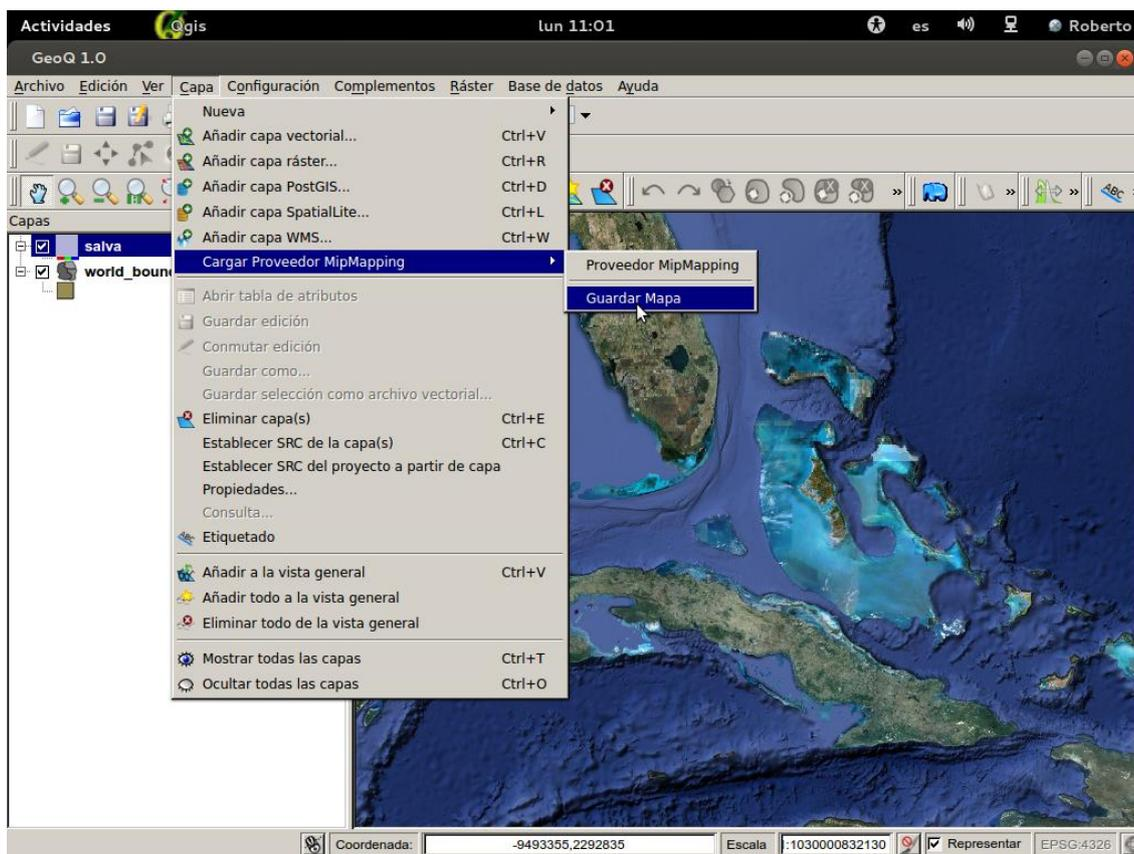 Actividades Qgis lun 11:01 es Roberto
GeoQ 1.0
Archivo Edición Ver Capa Configuración Complementos Ráster Base de datos Ayuda
Nueva
Añadir capa vectorial... Ctrl+V
Añadir capa ráster... Ctrl+R
Añadir capa PostGIS... Ctrl+D
Añadir capa SpatiaLite... Ctrl+L
Añadir capa WMS... Ctrl+W
Cargar Proveedor MipMapping
Proveedor MipMapping
Guardar Mapa
Capas
salva
world_boun
Abrir tabla de atributos
Guardar edición
Conmutar edición
Guardar como...
Guardar selección como archivo vectorial...
Eliminar capa(s) Ctrl+E
Establecer SRC de la capa(s) Ctrl+C
Establecer SRC del proyecto a partir de capa
Propiedades...
Consulta...
Etiquetado
Añadir a la vista general Ctrl+V
Añadir todo a la vista general
Eliminar todo de la vista general
Mostrar todas las capas Ctrl+T
Ocultar todas las capas Ctrl+O
Coordenada: -9493355,2292835 Escala :1030000832130 Representar EPSG:4326